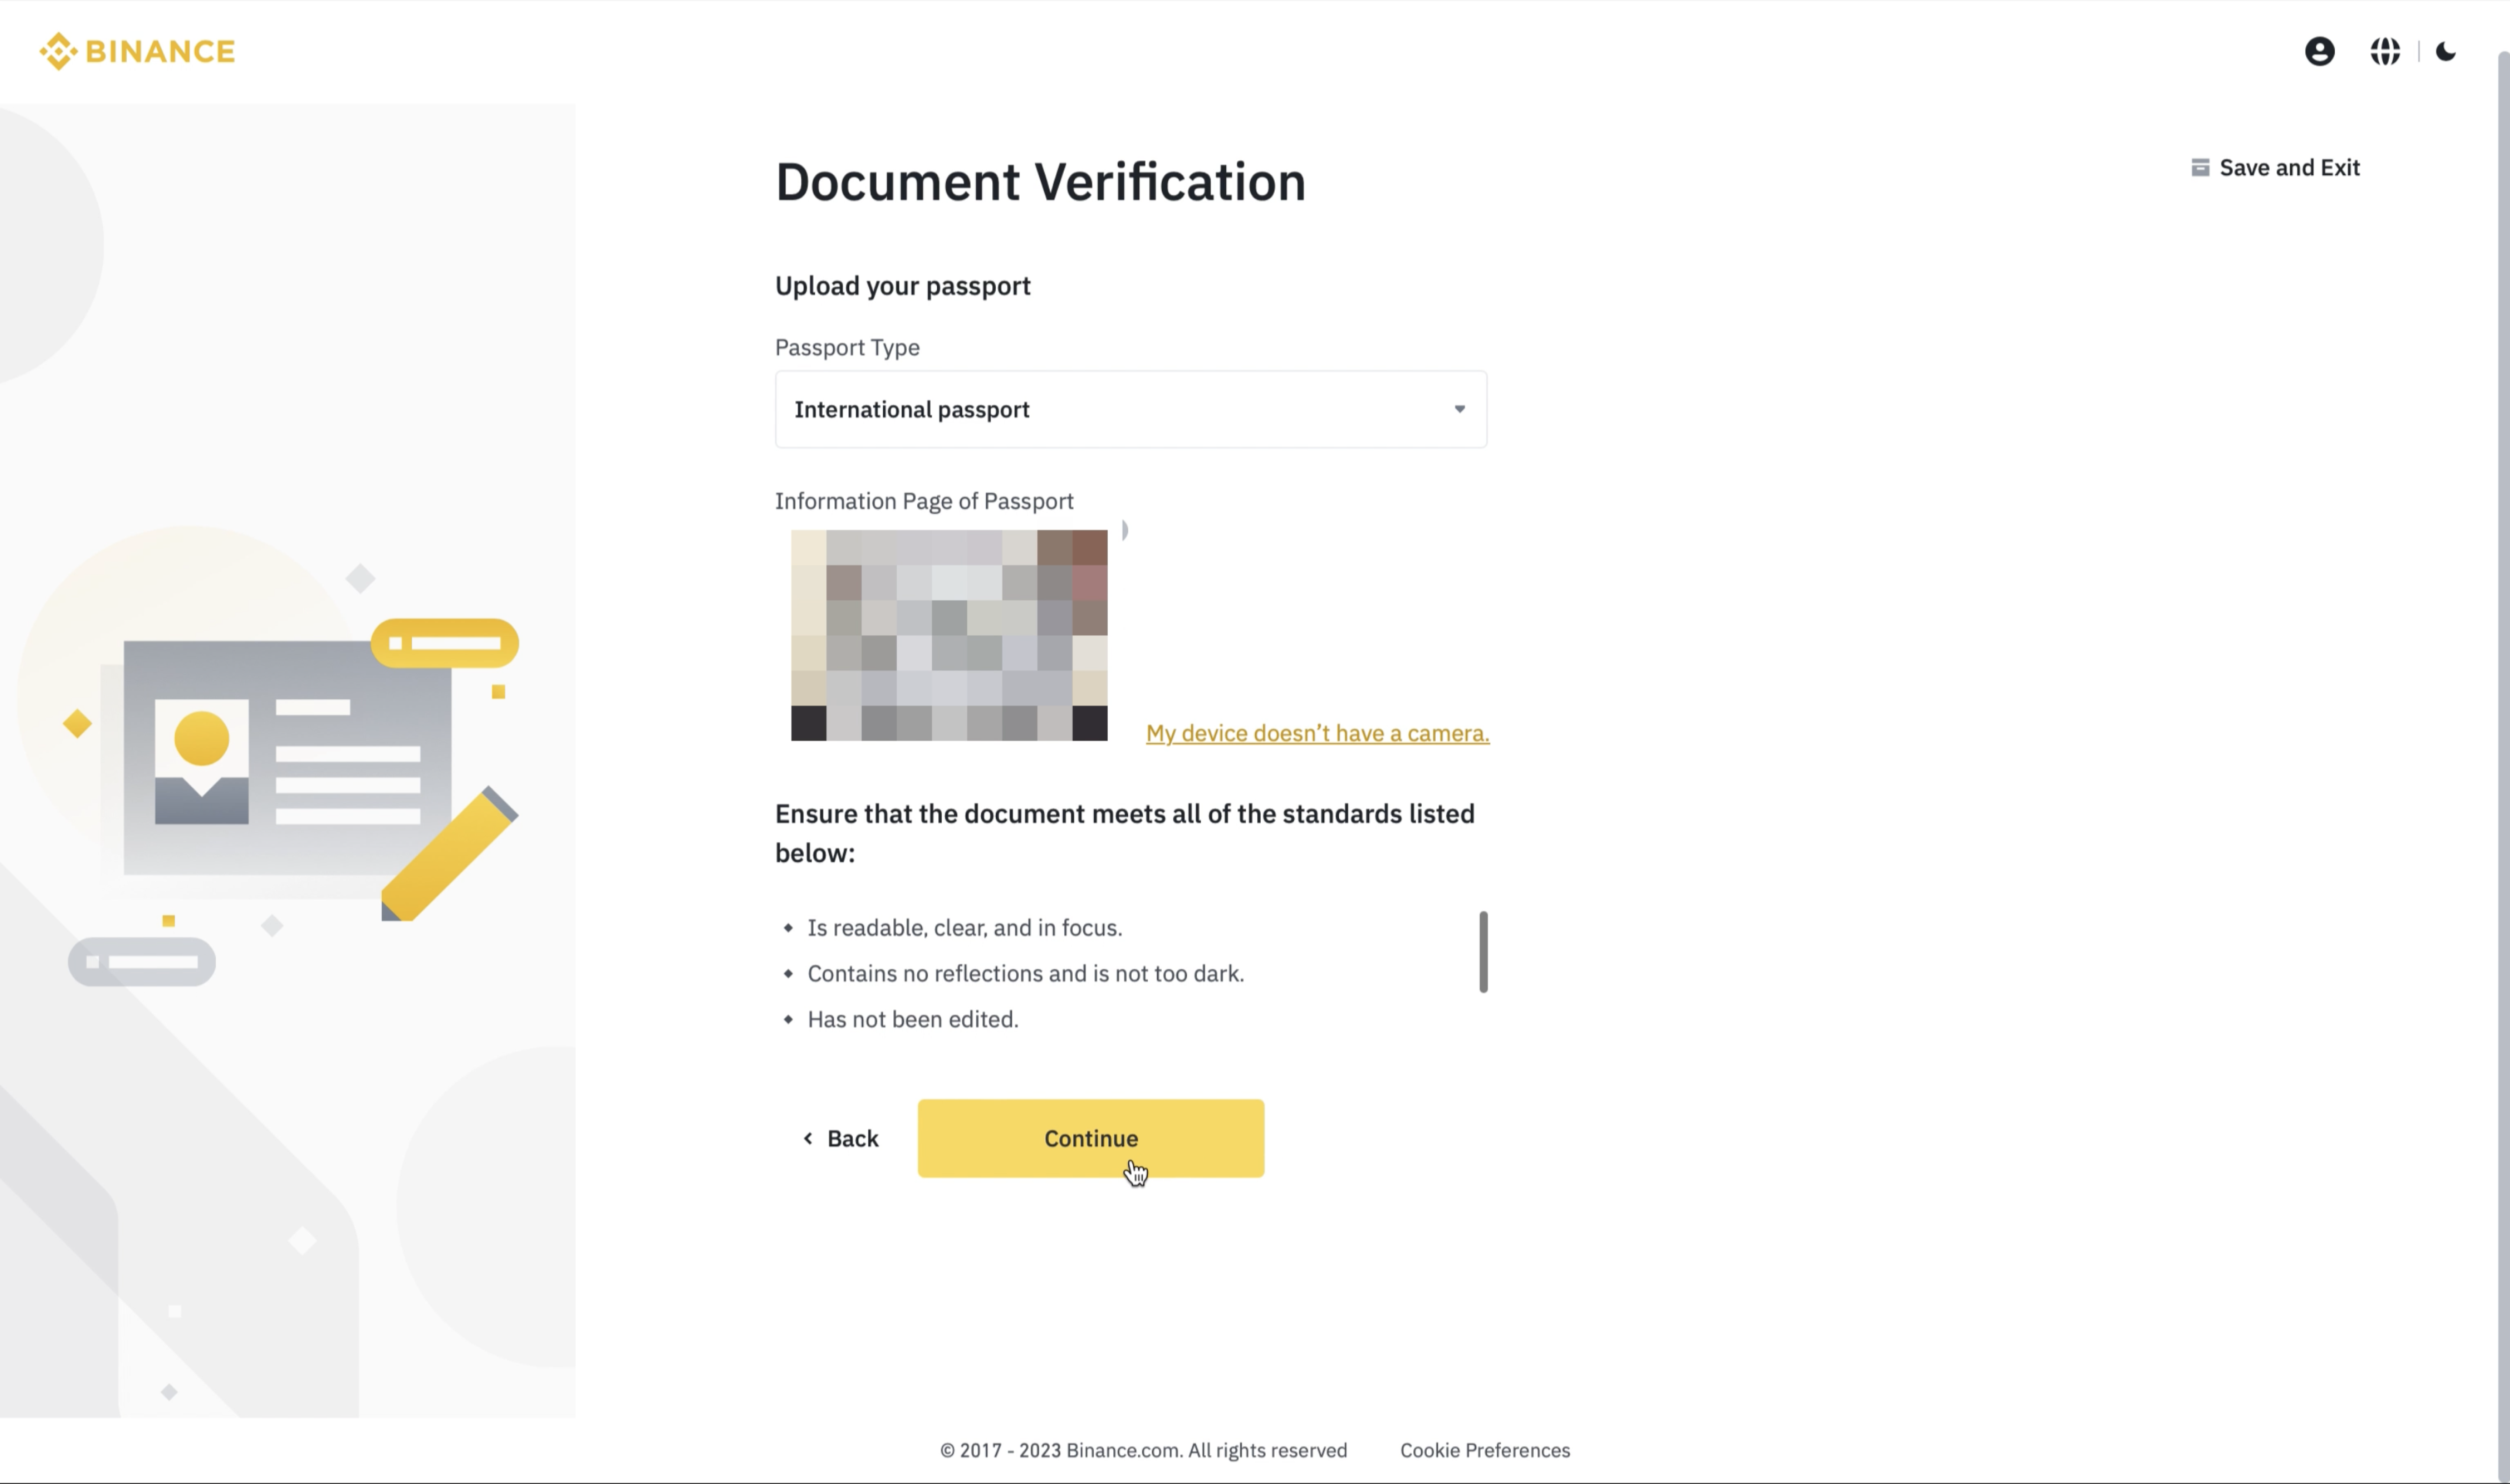 BINANCE
Save and Exit
Document Verification
Upload your passport
Passport Type
International passport
Information Page of Passport
My device doesn’t have a camera.
Ensure that the document meets all of the standards listed
below:
Is readable, clear, and in focus.
Contains no reflections and is not too dark.
Has not been edited.
Back
Continue
© 2017 - 2023 Binance.com. All rights reserved
Cookie Preferences